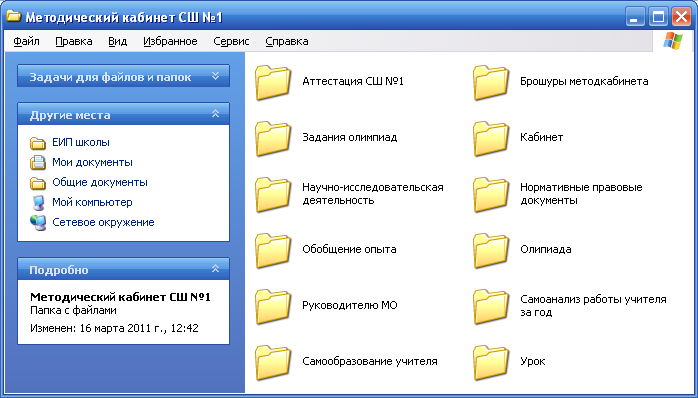 Методический кабинет СШ №1
Файл Правка Вид Избранное Сервис Справка
Задачи для файлов и папок
Другие места
ЕИП школы
Мои документы
Общие документы
Мой компьютер
Сетевое окружение
Подробно
Методический кабинет СШ №1
Папка с файлами
Изменен: 16 марта 2011 г., 12:42
Аттестация СШ №1
Брошуры методкабинета
Задания олимпиад
Кабинет
Научно-исследовательская
деятельность
Нормативные правовые
документы
Обобщение опыта
Олипиада
Руководителю МО
Самоанализ работы учителя
за год
Самообразование учителя
Урок